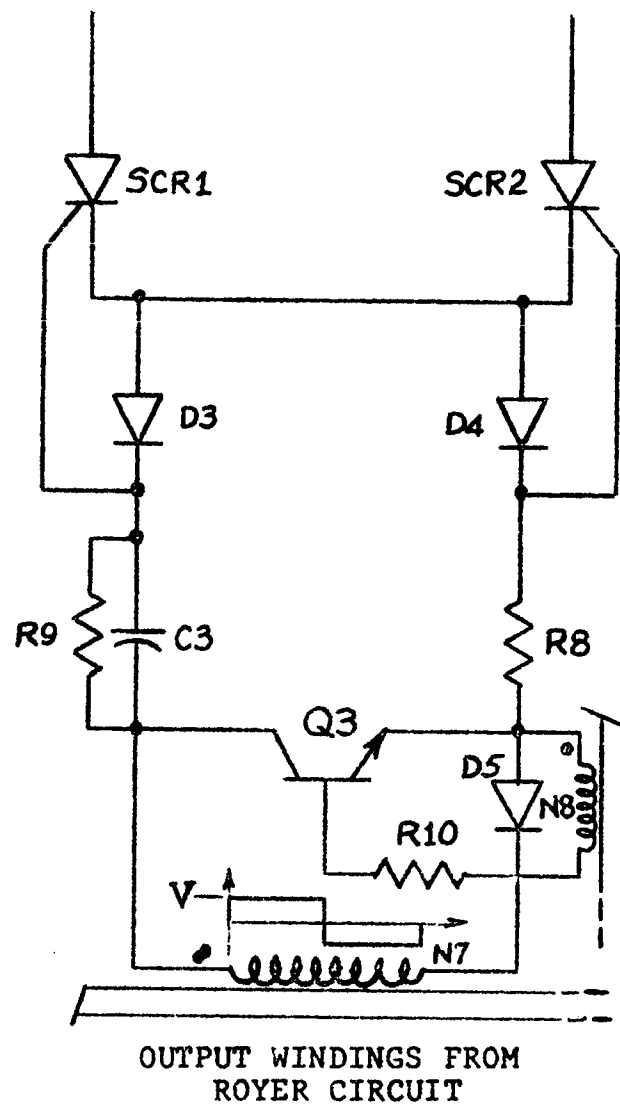 SCR1
SCR2
D3
D4
R9
C3
R8
Q3
D5
N8
R10
V
N7
OUTPUT WINDINGS FROM
ROYER CIRCUIT